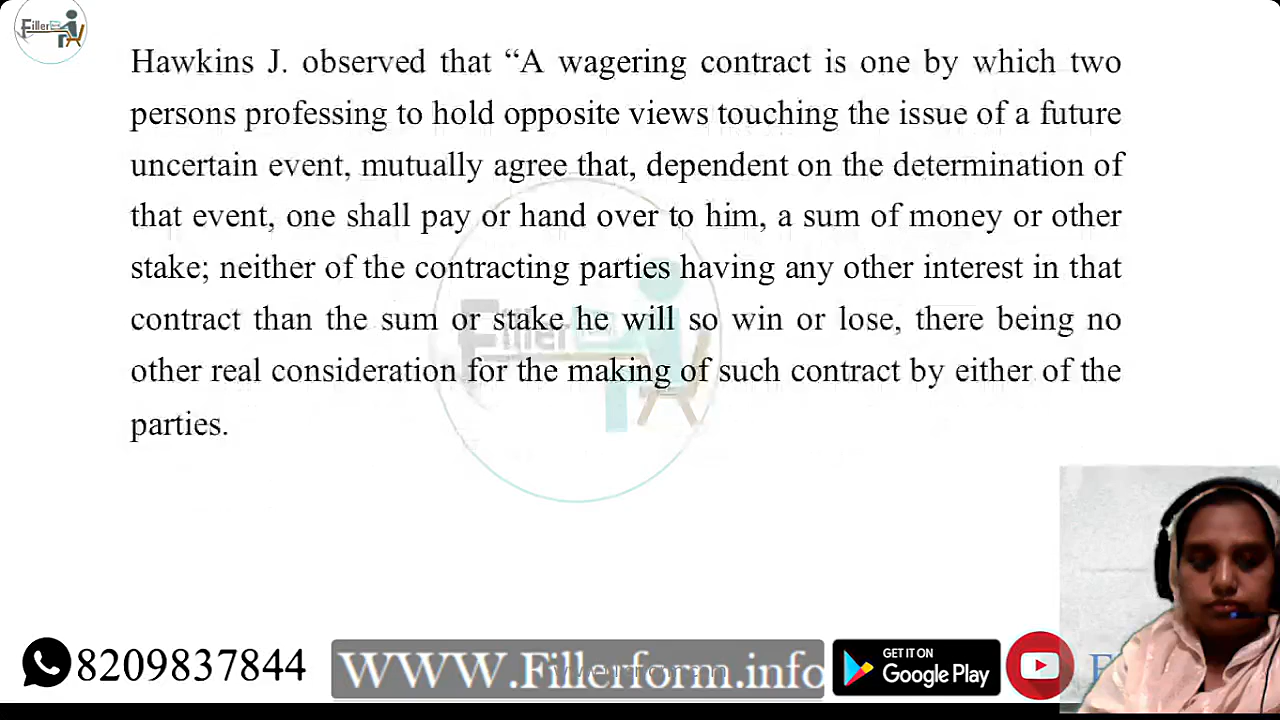 Filler
Hawkins J. observed that “A wagering contract is one by which two
persons professing to hold opposite views touching the issue of a future
uncertain event, mutually agree that, dependent on the determination of
that event, one shall pay or hand over to him, a sum of money or other
stake; neither of the contracting parties having any other interest in that
contract than the sum or stake he will so win or lose, there being no
other real consideration for the making of such contract by either of the
parties.
Filler
8209837844
WWW.Fillerform.info
GET IT ON
Google Play